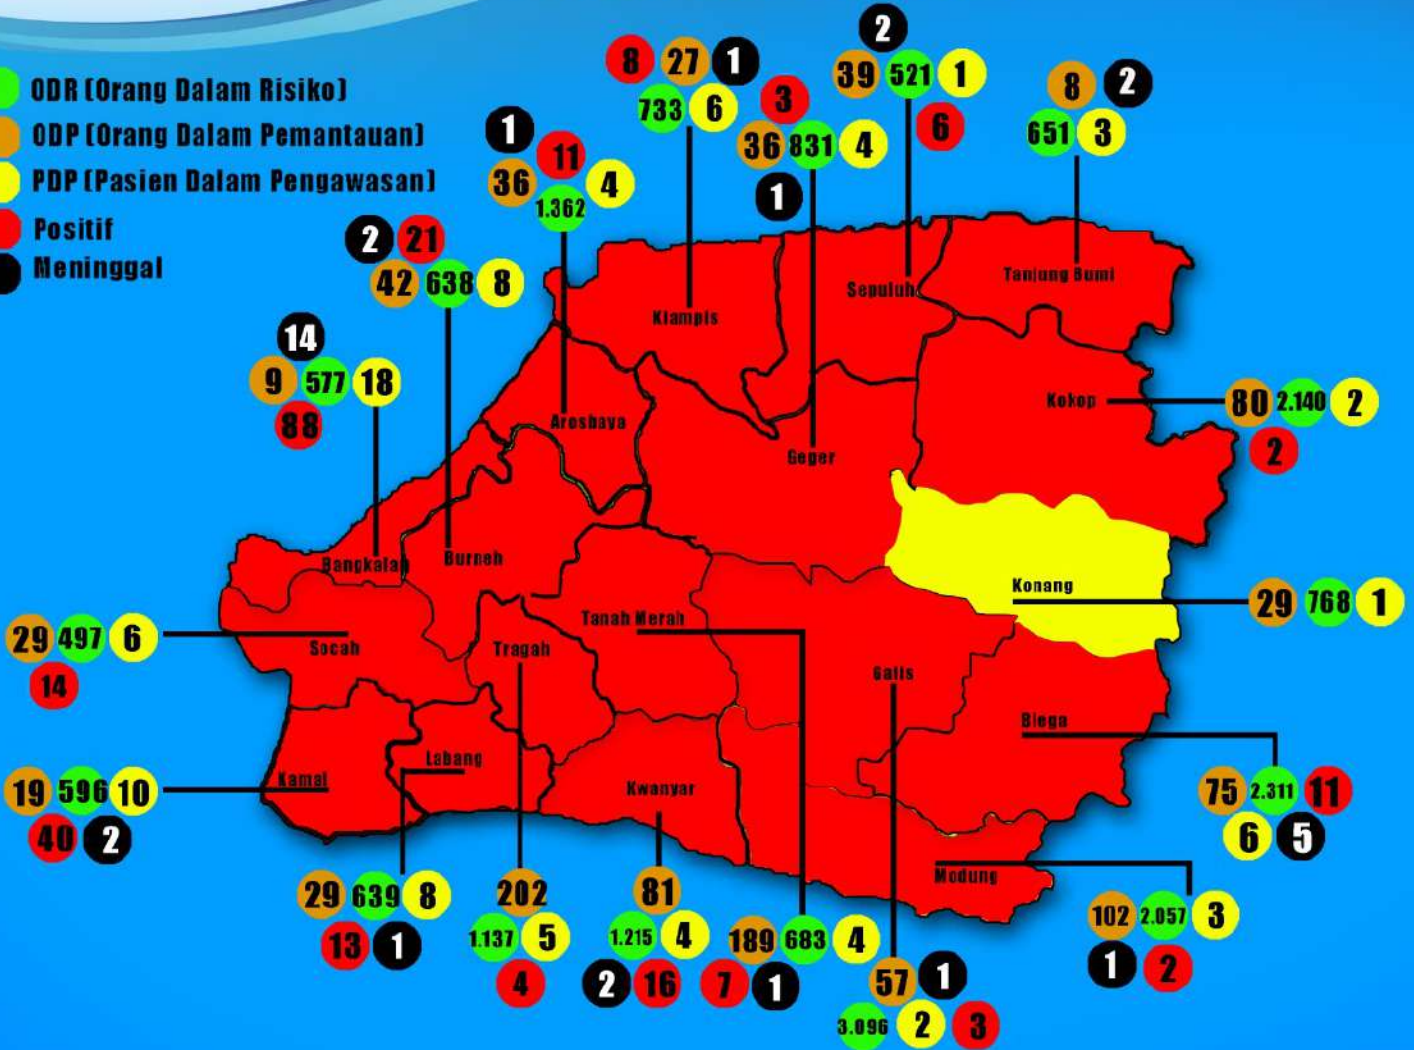 ODR (Orang Dalam Risiko)
ODP (Orang Dalam Pemantauan)
PDP (Pasien Dalam Pengawasan)
Positif
Meninggal
8 27 1
733 6
3
36 831 4
1
2
39 521 1
6
8 2
651 3
1 11
36 4
1.362
2 21
42 638 8
14
9 577 18
88
Klampis
Sepuluh
Tanjung Bumi
Arosbaya
Geger
Kokop
80 2.140 2
2
Bangkalan
Burneh
Konang
29 768 1
29 497 6
14
Socah
Tragah
Tanah Merah
Galis
Blega
75 2.311 11
6 5
19 596 10
40 2
Kamal
Labang
Kwanyar
Modung
102 2.057 3
1 2
29 639 8
13 1
202
1.137 5
4
81
1.215 4
2 16
189 683 4
7 1
57 1
3.096 2 3